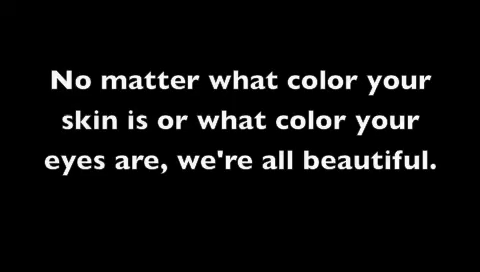 No matter what color your
skin is or what color your
eyes are, we're all beautiful.